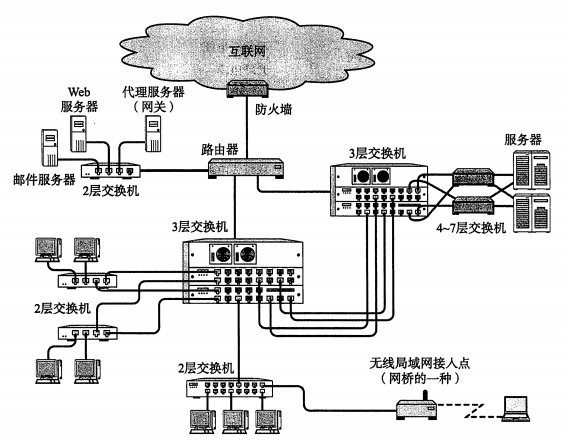 互联网
防火墙
Web
服务器
代理服务器
（网关）
邮件服务器
2层交换机
路由器
3层交换机
服务器
4~7层交换机
3层交换机
2层交换机
2层交换机
无线局域网接人点
（网桥的一种）